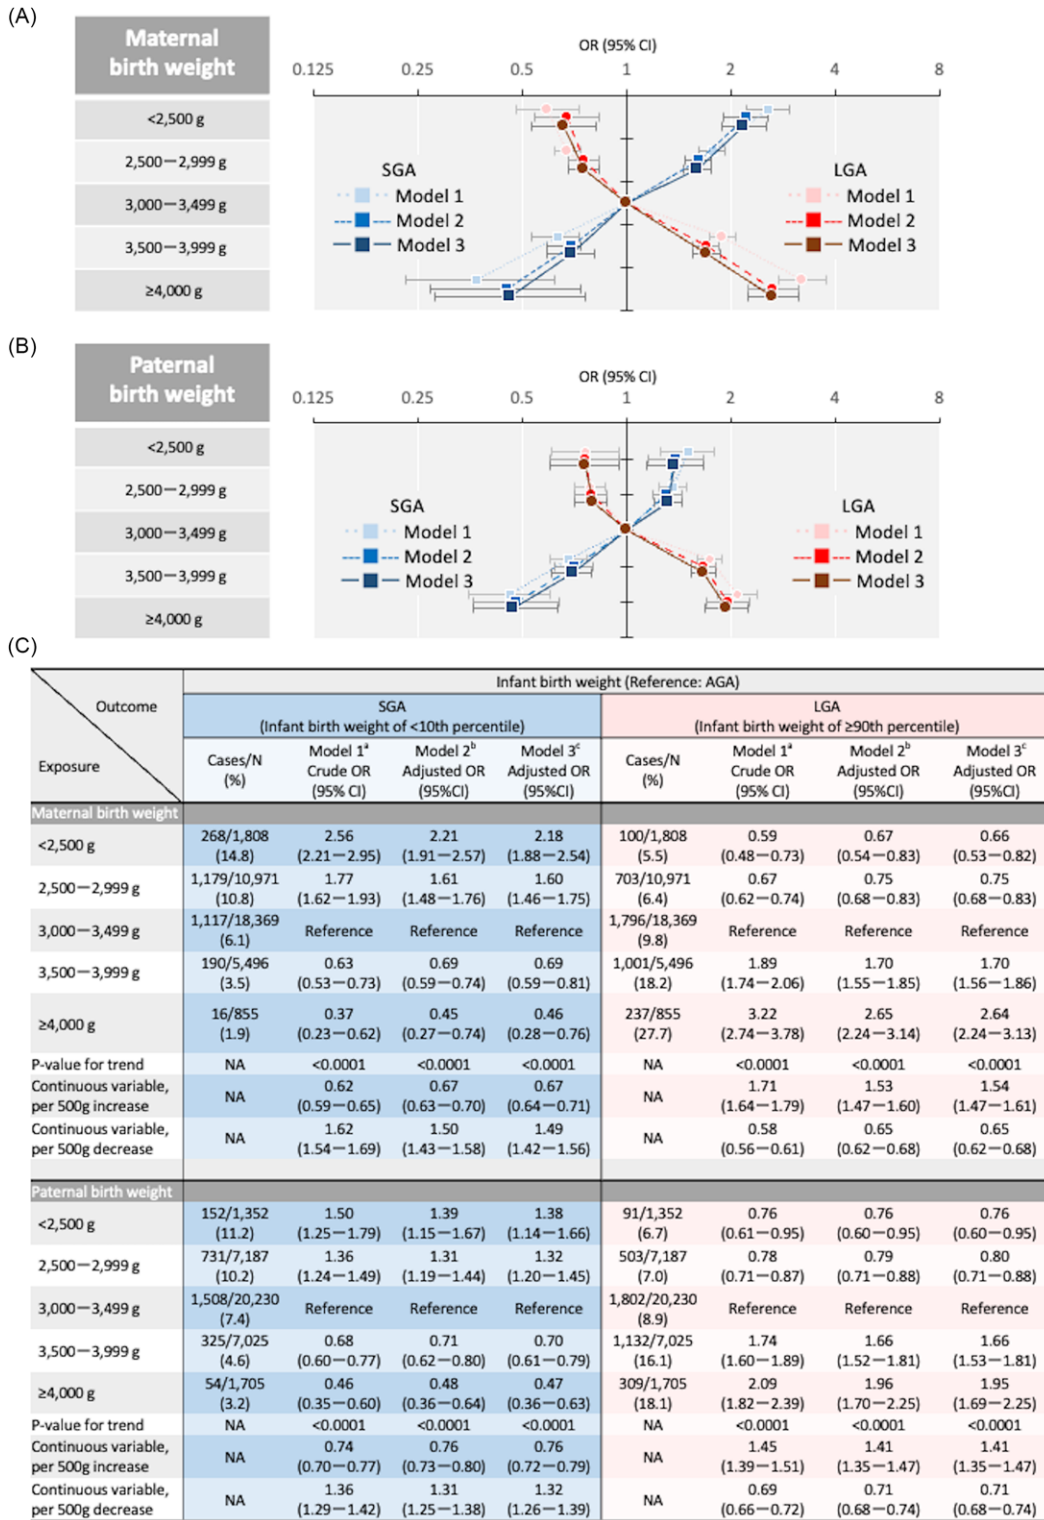 (A)
Maternal
birth weight
<2,500 g
2,500－2,999 g
3,000－3,499 g
3,500－3,999 g
≥4,000 g
OR (95% CI)
0.125 0.25 0.5 1 2 4 8
SGA
Model 1
Model 2
Model 3
LGA
Model 1
Model 2
Model 3
(B)
Paternal
birth weight
<2,500 g
2,500－2,999 g
3,000－3,499 g
3,500－3,999 g
≥4,000 g
OR (95% CI)
0.125 0.25 0.5 1 2 4 8
SGA
Model 1
Model 2
Model 3
LGA
Model 1
Model 2
Model 3
(C)
Outcome
Exposure
Infant birth weight (Reference: AGA)
SGA
(Infant birth weight of <10th percentile)
LGA
(Infant birth weight of ≥90th percentile)
Cases/N (%) Model 1a Crude OR (95% CI) Model 2b Adjusted OR (95%CI) Model 3c Adjusted OR (95%CI) Cases/N (%) Model 1a Crude OR (95% CI) Model 2b Adjusted OR (95%CI) Model 3c Adjusted OR (95%CI)
Maternal birth weight
<2,500 g 268/1,808 2.56 2.21 2.18 100/1,808 0.59 0.67 0.66
(14.8) (2.21－2.95) (1.91－2.57) (1.88－2.54) (5.5) (0.48－0.73) (0.54－0.83) (0.53－0.82)
2,500－2,999 g 1,179/10,971 1.77 1.61 1.60 703/10,971 0.67 0.75 0.75
(10.8) (1.62－1.93) (1.48－1.76) (1.46－1.75) (6.4) (0.62－0.74) (0.68－0.83) (0.68－0.83)
3,000－3,499 g 1,117/18,369 Reference Reference Reference 1,796/18,369 Reference Reference Reference
(6.1) (9.8)
3,500－3,999 g 190/5,496 0.63 0.69 0.69 1,001/5,496 1.89 1.70 1.70
(3.5) (0.53－0.73) (0.59－0.74) (0.59－0.81) (18.2) (1.74－2.06) (1.55－1.85) (1.56－1.86)
≥4,000 g 16/855 0.37 0.45 0.46 237/855 3.22 2.65 2.64
(1.9) (0.23－0.62) (0.27－0.74) (0.28－0.76) (27.7) (2.74－3.78) (2.24－3.14) (2.24－3.13)
P-value for trend NA <0.0001 <0.0001 <0.0001 NA <0.0001 <0.0001 <0.0001
Continuous variable, 0.62 0.67 0.67 1.71 1.53 1.54
per 500g increase NA (0.59－0.65) (0.63－0.70) (0.64－0.71) NA (1.64－1.79) (1.47－1.60) (1.47－1.61)
Continuous variable, 1.62 1.50 1.49 0.58 0.65 0.65
per 500g decrease NA (1.54－1.69) (1.43－1.58) (1.42－1.56) NA (0.56－0.61) (0.62－0.68) (0.62－0.68)
Paternal birth weight
<2,500 g 152/1,352 1.50 1.39 1.38 91/1,352 0.76 0.76 0.76
(11.2) (1.25－1.79) (1.15－1.67) (1.14－1.66) (6.7) (0.61－0.95) (0.60－0.95) (0.60－0.95)
2,500－2,999 g 731/7,187 1.36 1.31 1.32 503/7,187 0.78 0.79 0.80
(10.2) (1.24－1.49) (1.19－1.44) (1.20－1.45) (7.0) (0.71－0.87) (0.71－0.88) (0.71－0.88)
3,000－3,499 g 1,508/20,230 Reference Reference Reference 1,802/20,230 Reference Reference Reference
(7.4) (8.9)
3,500－3,999 g 325/7,025 0.68 0.71 0.70 1,132/7,025 1.74 1.66 1.66
(4.6) (0.60－0.77) (0.62－0.80) (0.61－0.79) (16.1) (1.60－1.89) (1.52－1.81) (1.53－1.81)
≥4,000 g 54/1,705 0.46 0.48 0.47 309/1,705 2.09 1.96 1.95
(3.2) (0.35－0.60) (0.36－0.64) (0.36－0.63) (18.1) (1.82－2.39) (1.70－2.25) (1.69－2.25)
P-value for trend NA <0.0001 <0.0001 <0.0001 NA <0.0001 <0.0001 <0.0001
Continuous variable, 0.74 0.76 0.76 1.45 1.41 1.41
per 500g increase NA (0.70－0.77) (0.73－0.80) (0.72－0.79) NA (1.39－1.51) (1.35－1.47) (1.35－1.47)
Continuous variable, 1.36 1.31 1.32 0.69 0.71 0.71
per 500g decrease NA (1.29－1.42) (1.25－1.38) (1.26－1.39) NA (0.66－0.72) (0.68－0.74) (0.68－0.74)